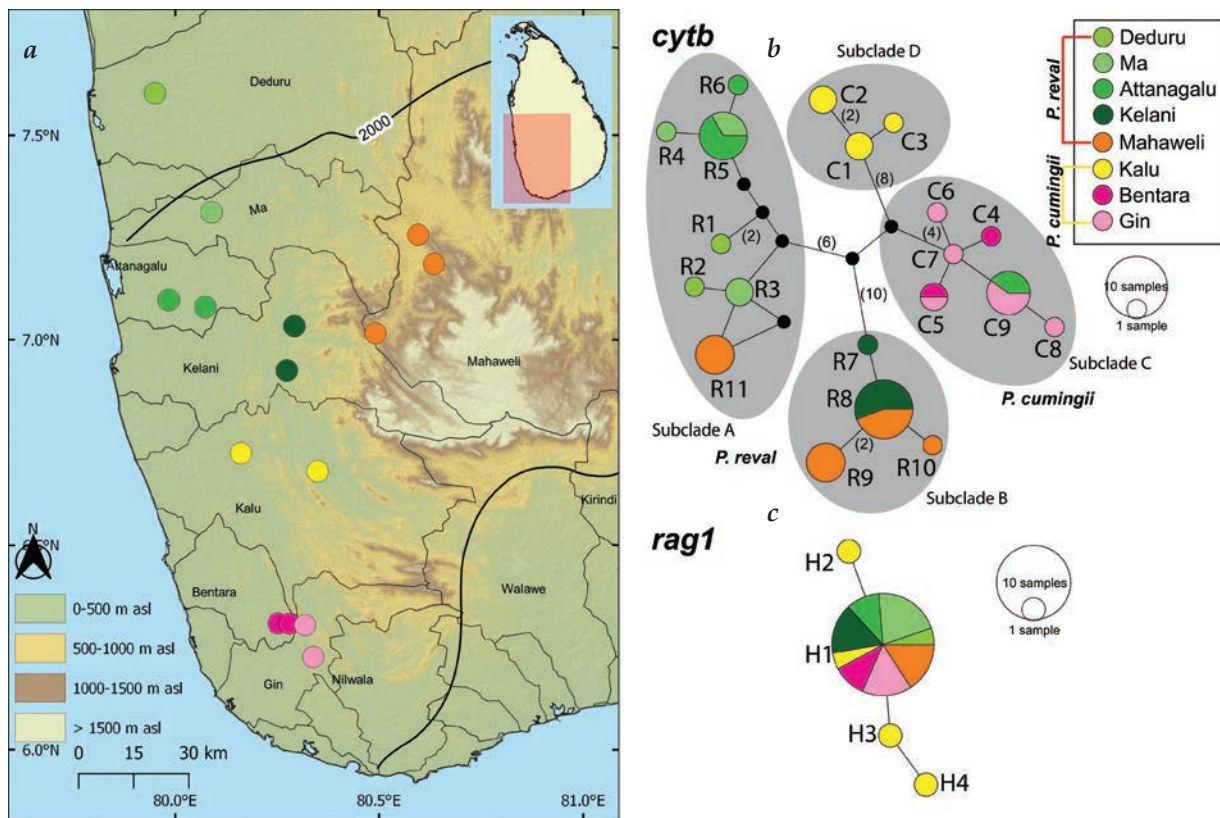 a
Deduru
2000
7.5°N
Ma
Attanagalu
7.0°N
Kelani
Mahaweli
Kalu
Kirindi
6.5°N
N
Bentara
Walawe
0-500 m asl
500-1000 m asl
1000-1500 m asl
> 1500 m asl
Gin
Nilwala
0 15 30 km
6.0°N
80.0°E
80.5°E
81.0°E
cytb
b
Subclade D
R6
R4
R5
R1
(2)
R2
R3
R11
Subclade A
P. reval
C2
(2)
C3
C1
(8)
(6)
(10)
C6
C4
(4)
C7
C5
C9
C8
Subclade C
P. cumingii
R7
R8
(2)
R9
R10
Subclade B
P. reval
P. cumingii
Deduru
Ma
Attanagalu
Kelani
Mahaweli
Kalu
Bentara
Gin
10 samples
1 sample
c
rag1
H2
H1
H3
H4
10 samples
1 sample